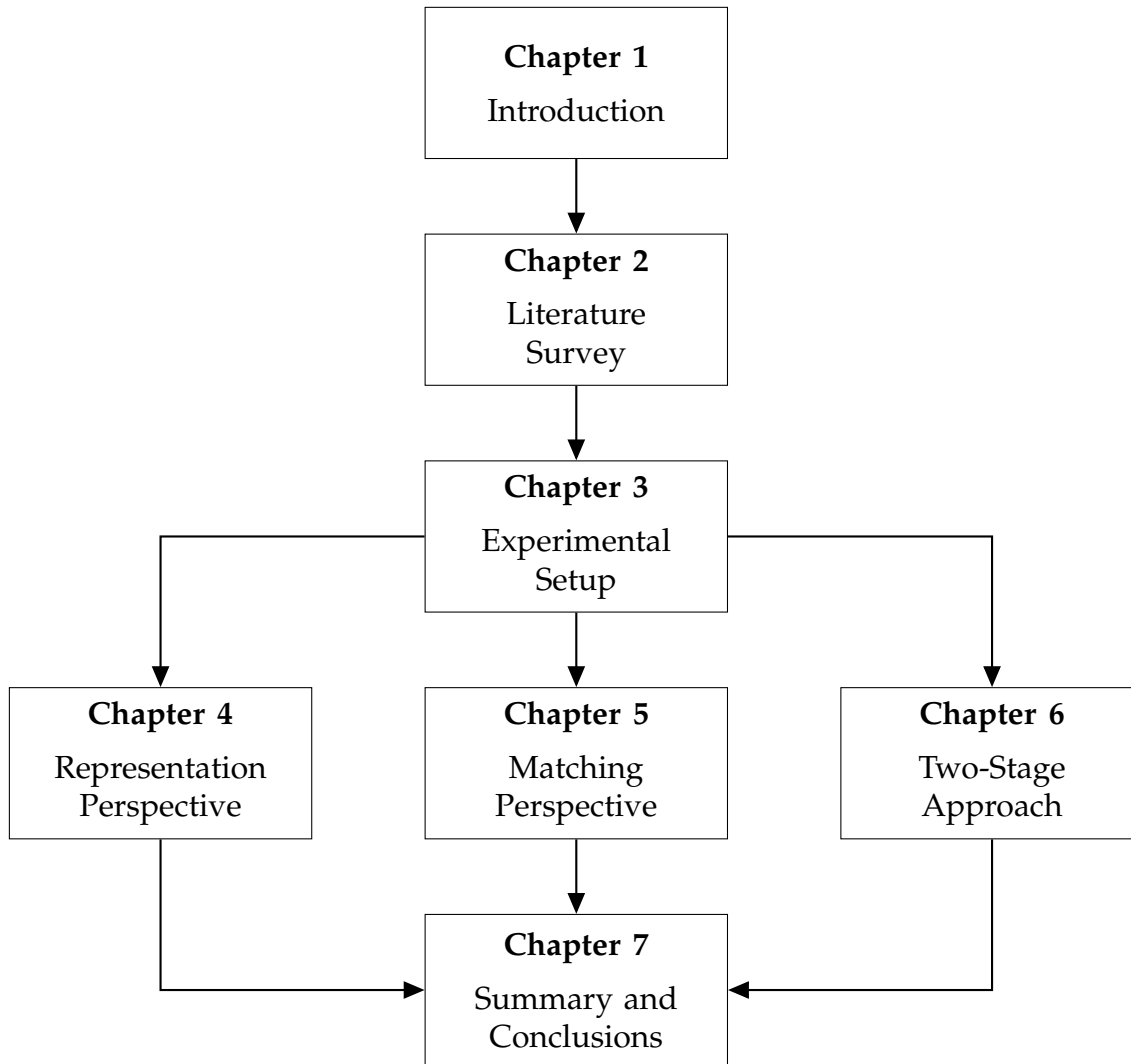 Chapter 1
Introduction
Chapter 2
Literature
Survey
Chapter 3
Experimental
Setup
Chapter 4
Representation
Perspective
Chapter 5
Matching
Perspective
Chapter 6
Two-Stage
Approach
Chapter 7
Summary and
Conclusions